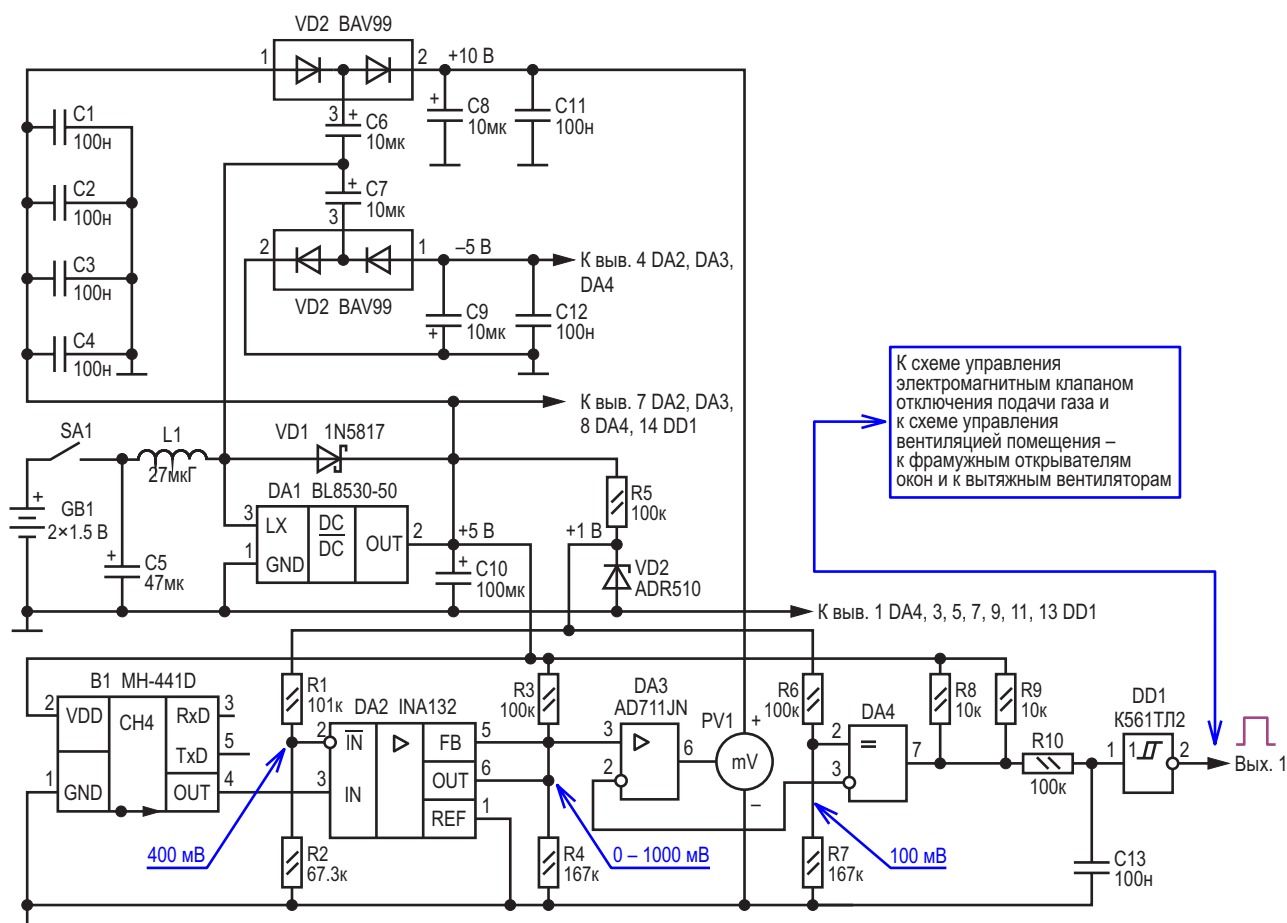 VD2 BAV99
1
2
+10 В
3
+
C6
10мк
+
C8
10мк
C11
100н
C1
100н
C2
100н
C3
100н
C4
100н
+
C7
10мк
3
2
1
–5 В
VD2 BAV99
К выв. 4 DA2, DA3,
DA4
C9
10мк
+
C12
100н
К выв. 7 DA2, DA3,
8 DA4, 14 DD1
К схеме управления
электромагнитным клапаном
отключения подачи газа и
к схеме управления
вентиляцией помещения –
к фрамужным открывателям
окон и к вытяжным вентиляторам
SA1
L1
27мкГ
VD1 1N5817
DA1 BL8530-50
+
GB1
2×1.5 В
+
C5
47мк
3
LX
1
GND
DC
DC
OUT
2
+5 В
+
C10
100мк
R5
100к
+1 В
VD2
ADR510
К выв. 1 DA4, 3, 5, 7, 9, 11, 13 DD1
B1 MH-441D
2
VDD
CH4
RxD
3
TxD
5
1
GND
OUT
4
R1
101к
DA2 INA132
2
IN
3
IN
FB
5
OUT
6
REF
1
R3
100к
DA3
AD711JN
3
2
6
PV1
+
mV
–
R6
100к
DA4
2
=
3
7
R8
10к
R9
10к
R10
100к
DD1
К561ТЛ2
1
1
2
Вых. 1
400 мВ
R2
67.3к
R4
167к
0 – 1000 мВ
R7
167к
100 мВ
C13
100н